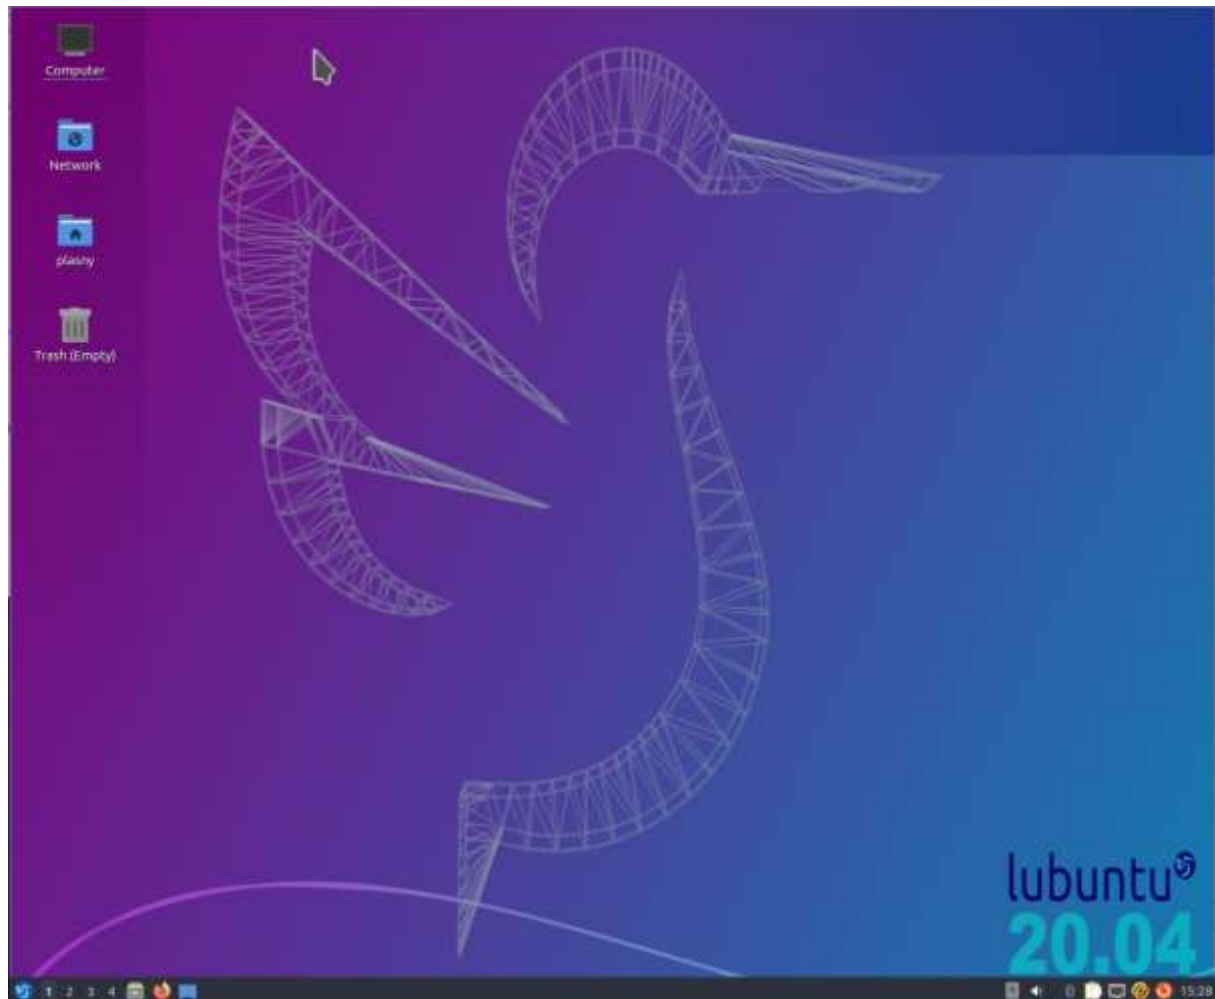 Computer
Network
plasny
Trash (Empty)
lubuntu
20.04
1 2 3 4
15:28